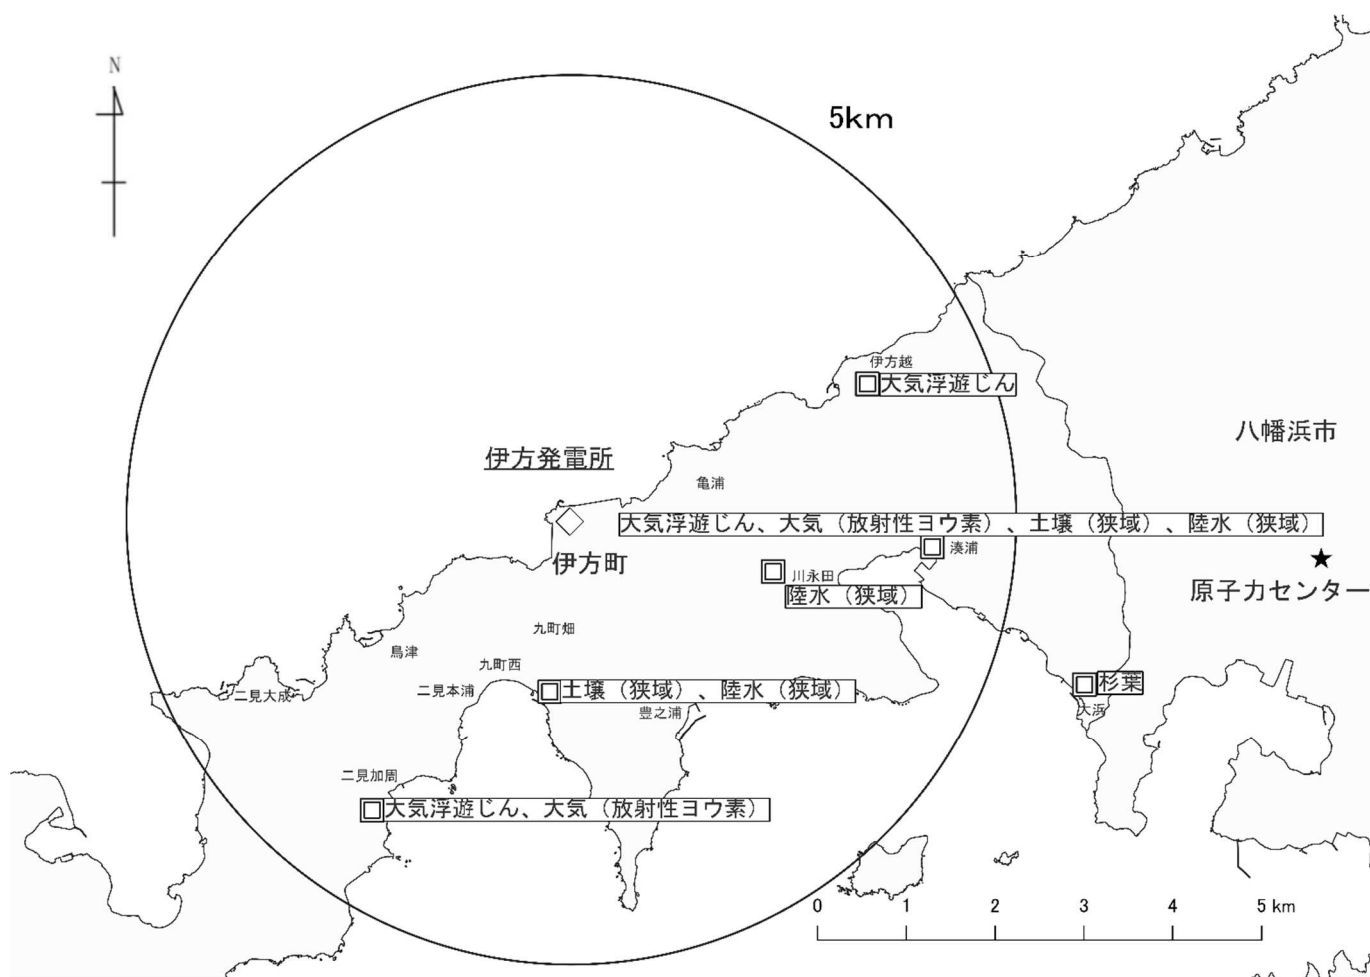 N
5km
伊方越
大気浮遊じん
八幡浜市
伊方発電所
亀浦
大気浮遊じん、大気（放射性ヨウ素）、土壌（狭域）、陸水（狭域）
湊浦
伊方町
川永田
原子力センター
陸水（狭域）
九町畑
鳥津
九町西
二見本浦
二見大成
土壌（狭域）、陸水（狭域）
杉葉
豊之浦
大浜
二見加周
大気浮遊じん、大気（放射性ヨウ素）
0 1 2 3 4 5 km